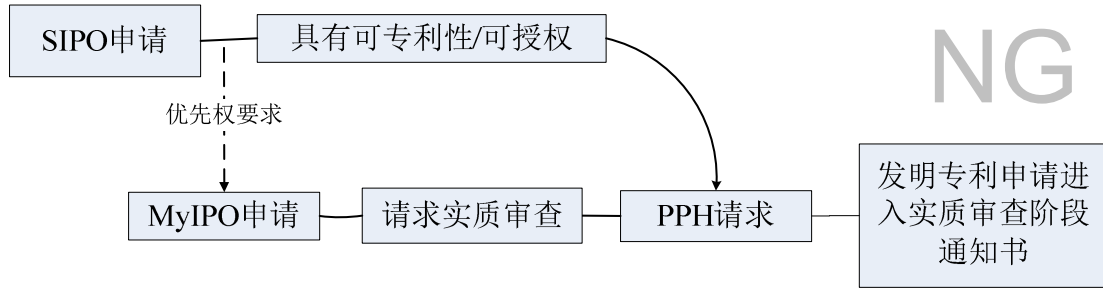 SIPO申请
具有可专利性/可授权
NG
优先权要求
MyIPO申请
请求实质审查
PPH请求
发明专利申请进
入实质审查阶段
通知书